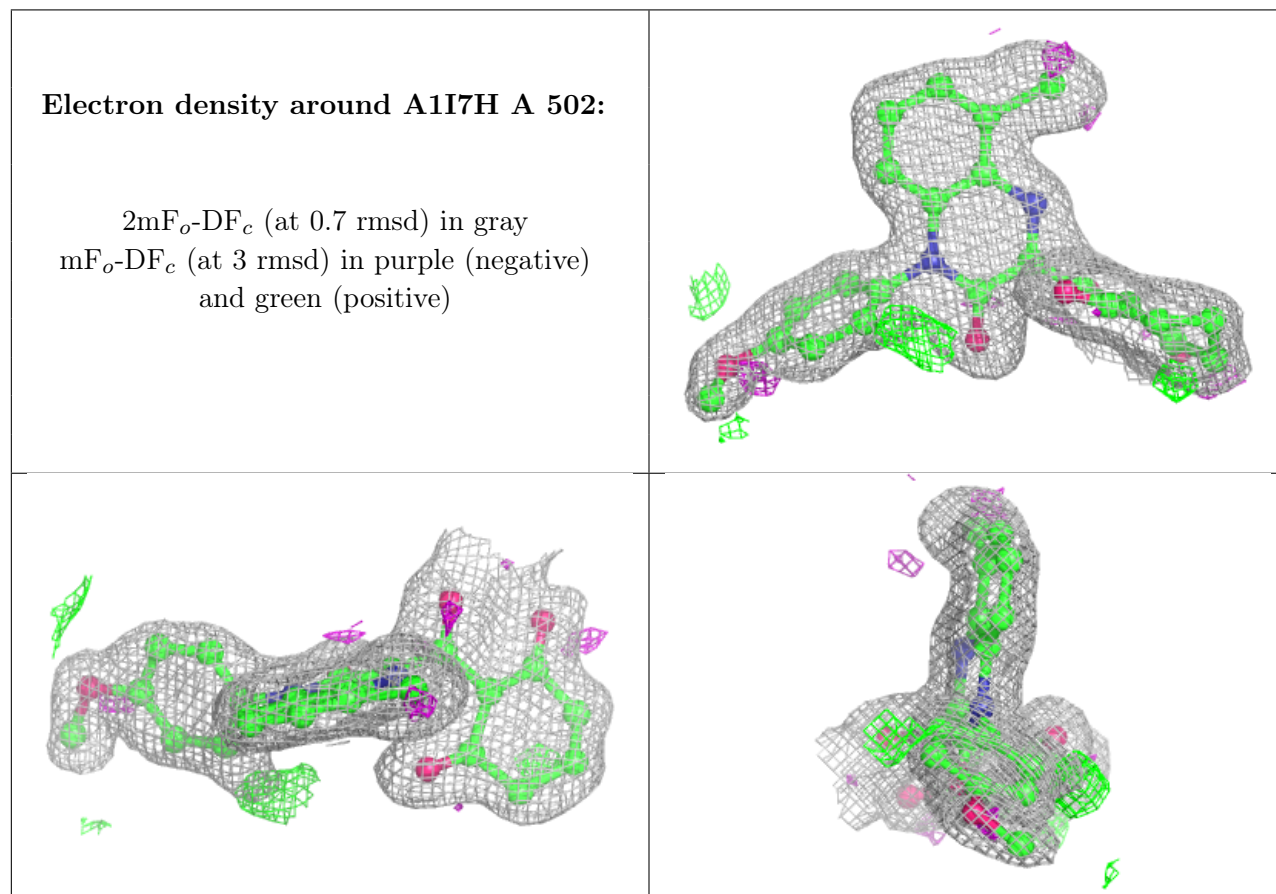 Electron density around A1I7H A 502:
2mFo-DFc (at 0.7 rmsd) in gray
mFo-DFc (at 3 rmsd) in purple (negative)
and green (positive)